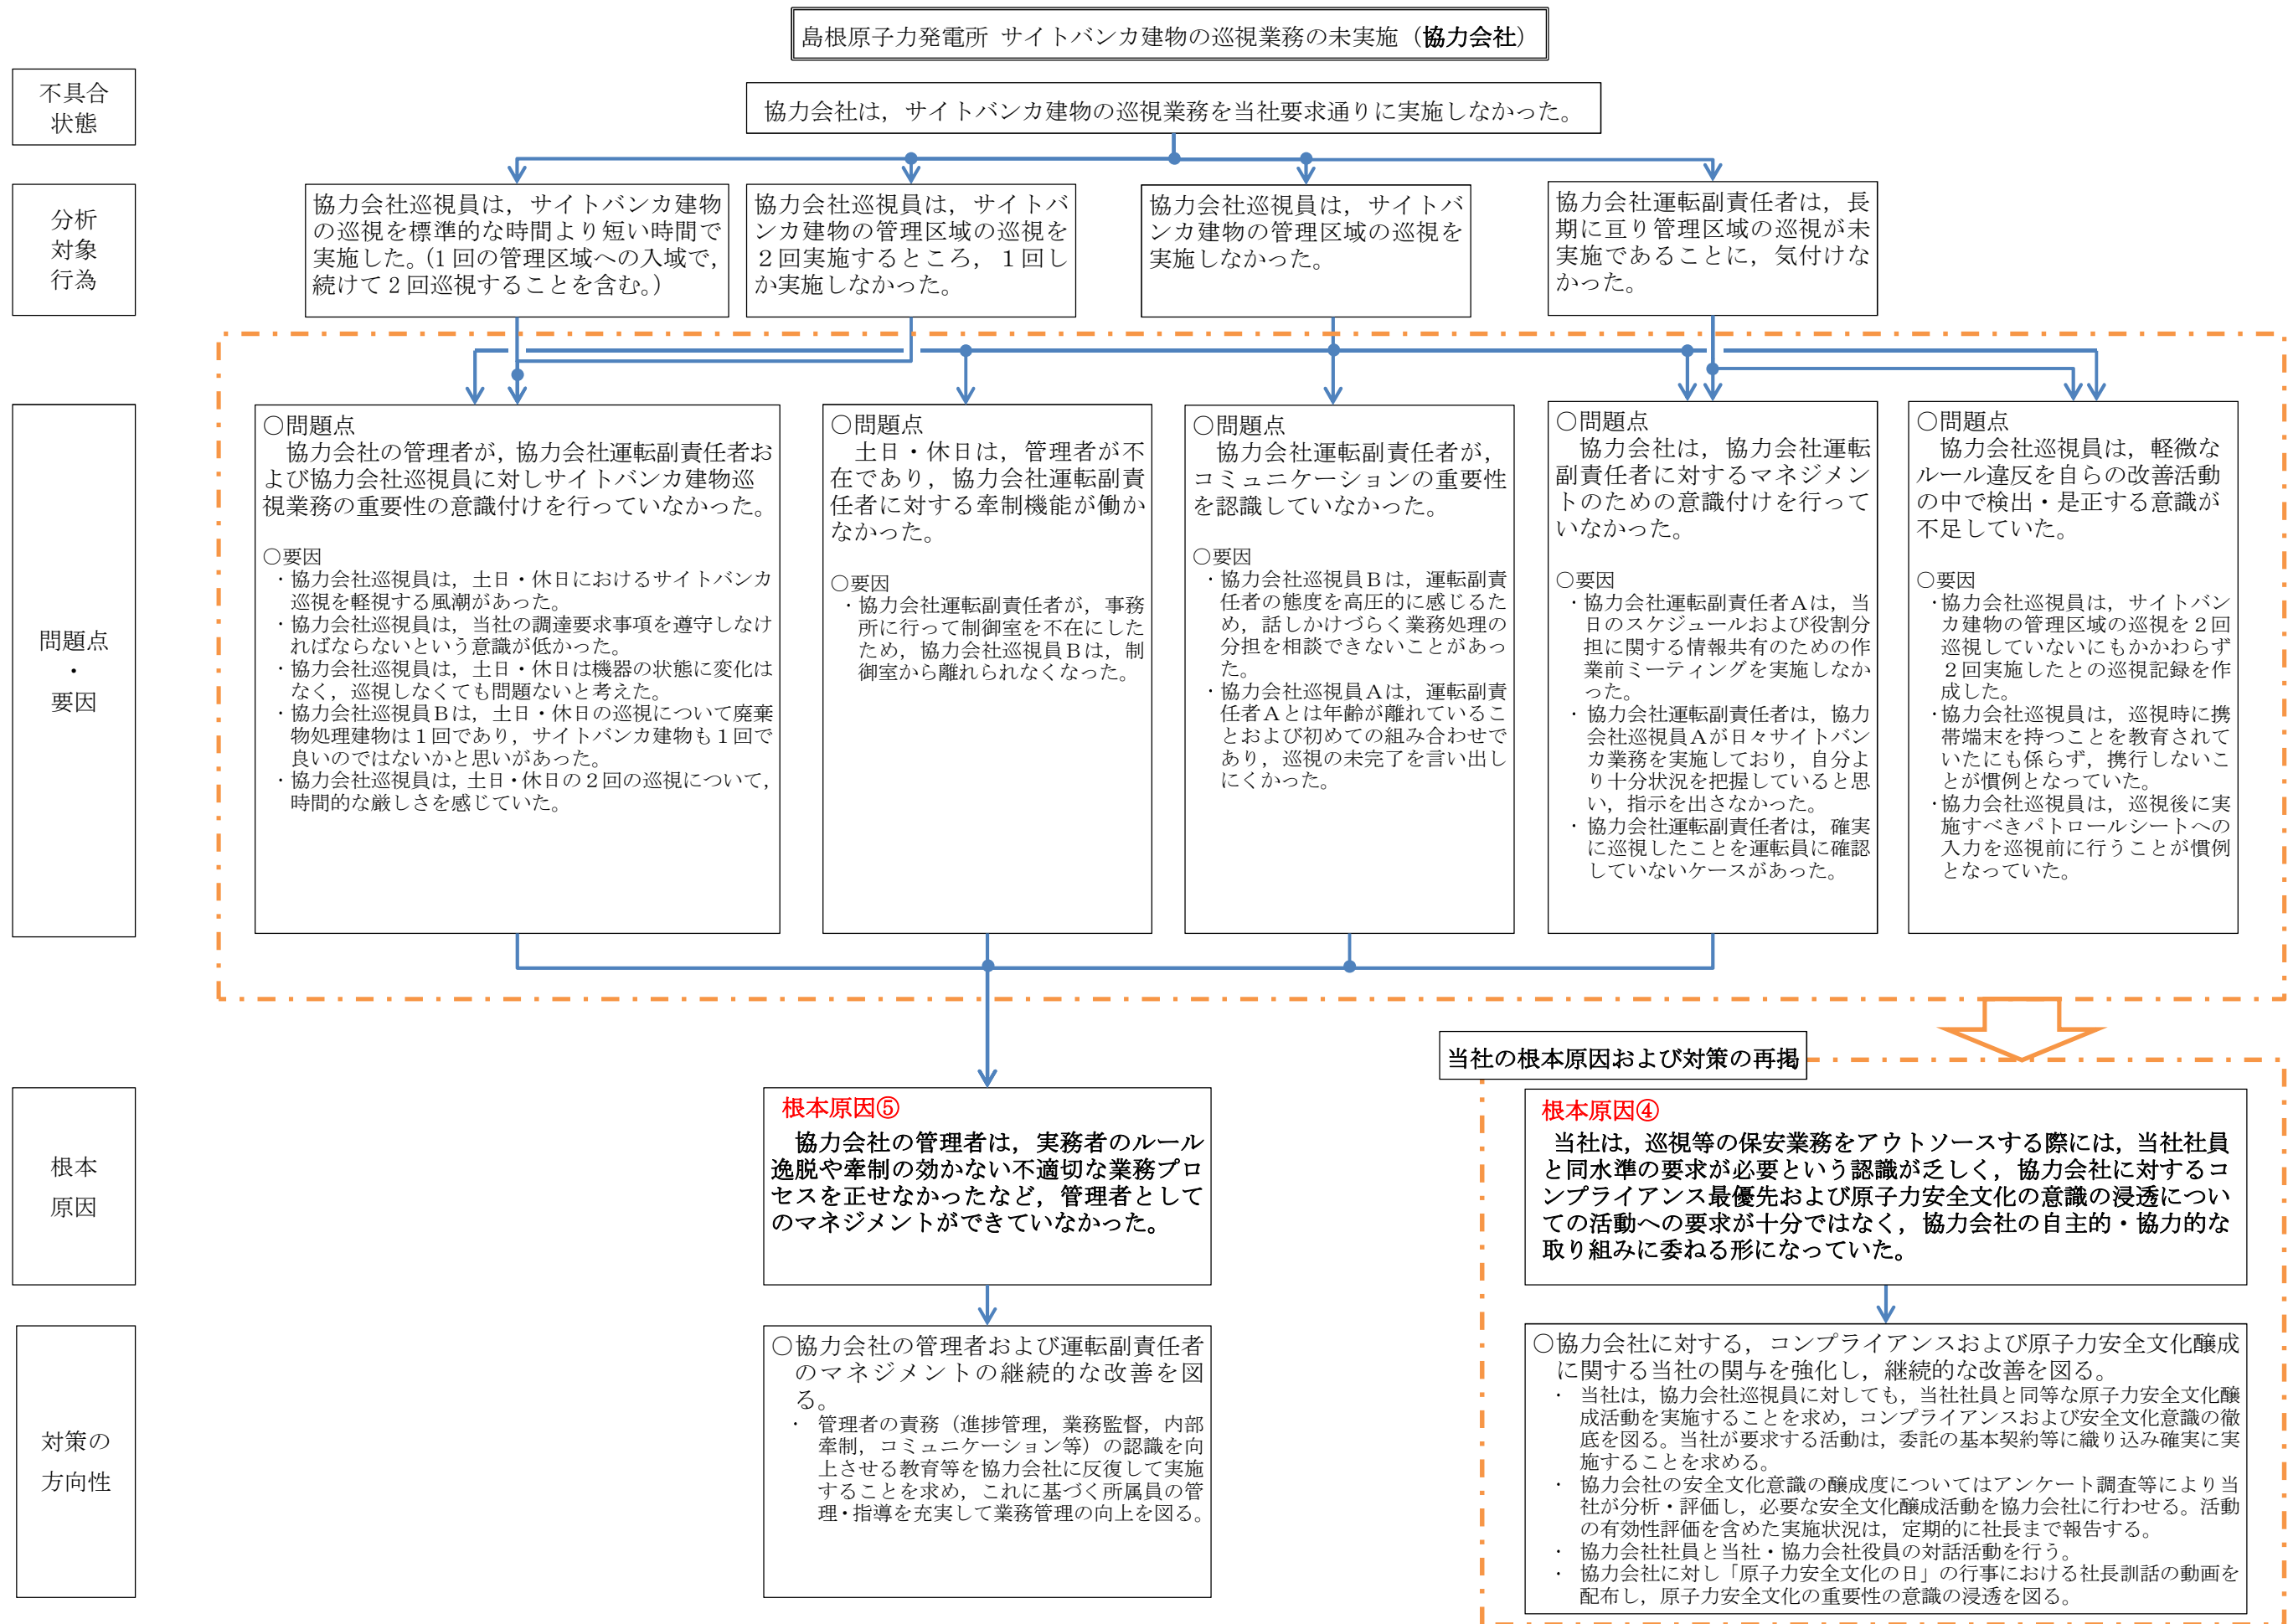 島根原子力発電所 サイトバンカ建物の巡視業務の未実施（協力会社）
不具合
状態
協力会社は，サイトバンカ建物の巡視業務を当社要求通りに実施しなかった。
分析
対象
行為
協力会社巡視員は，サイトバンカ建物
の巡視を標準的な時間より短い時間で
実施した。（１回の管理区域への入域で，
続けて２回巡視することを含む。）
協力会社巡視員は，サイトバ
ンカ建物の管理区域の巡視を
２回実施するところ，１回し
か実施しなかった。
協力会社巡視員は，サイトバ
ンカ建物の管理区域の巡視を
実施しなかった。
協力会社運転副責任者は，長
期に亘り管理区域の巡視が未
実施であることに，気付けな
かった。
問題点
・
要因
○問題点
協力会社の管理者が，協力会社運転副責任者お
よび協力会社巡視員に対しサイトバンカ建物巡
視業務の重要性の意識付けを行っていなかった。
○要因
・協力会社巡視員は，土日・休日におけるサイトバンカ
巡視を軽視する風潮があった。
・協力会社巡視員は，当社の調達要求事項を遵守しなけ
ればならないという意識が低かった。
・協力会社巡視員は，土日・休日は機器の状態に変化は
なく，巡視しなくても問題ないと考えた。
・協力会社巡視員Ｂは，土日・休日の巡視について廃棄
物処理建物は１回であり，サイトバンカ建物も１回で
良いのではないかと思いがあった。
・協力会社巡視員は，土日・休日の２回の巡視について，
時間的な厳しさを感じていた。
○問題点
土日・休日は，管理者が不
在であり，協力会社運転副責
任者に対する牽制機能が働か
なかった。
○要因
・協力会社運転副責任者が，事務
所に行って制御室を不在にした
ため，協力会社巡視員Ｂは，制
御室から離れられなくなった。
○問題点
協力会社運転副責任者が，
コミュニケーションの重要性
を認識していなかった。
○要因
・協力会社巡視員Ｂは，運転副責
任者の態度を高圧的に感じるた
め，話しかけづらく業務処理の
分担を相談できないことがあっ
た。
・協力会社巡視員Ａは，運転副責
任者Ａとは年齢が離れているこ
とおよび初めての組み合わせで
あり，巡視の未完了を言い出し
にくかった。
○問題点
協力会社は，協力会社運転
副責任者に対するマネジメン
トのための意識付けを行って
いなかった。
○要因
・協力会社運転副責任者Ａは，当
日のスケジュールおよび役割分
担に関する情報共有のための作
業前ミーティングを実施しなか
った。
・協力会社運転副責任者は，協力
会社巡視員Ａが日々サイトバン
カ業務を実施しており，自分よ
り十分状況を把握していると思
い，指示を出さなかった。
・協力会社運転副責任者は，確実
に巡視したことを運転員に確認
していないケースがあった。
○問題点
協力会社巡視員は，軽微な
ルール違反を自らの改善活動
の中で検出・是正する意識が
不足していた。
○要因
・協力会社巡視員は，サイトバン
カ建物の管理区域の巡視を２回
巡視していないにもかかわらず
２回実施したとの巡視記録を作
成した。
・協力会社巡視員は，巡視時に携
帯端末を持つことを教育されて
いたにも係らず，携行しないこ
とが慣例となっていた。
・協力会社巡視員は，巡視後に実
施すべきパトロールシートへの
入力を巡視前に行うことが慣例
となっていた。
当社の根本原因および対策の再掲
根本
原因
根本原因⑤
協力会社の管理者は，実務者のルール
逸脱や牽制の効かない不適切な業務プロ
セスを正せなかったなど，管理者として
のマネジメントができていなかった。
根本原因④
当社は，巡視等の保安業務をアウトソースする際には，当社社員
と同水準の要求が必要という認識が乏しく，協力会社に対するコ
ンプライアンス最優先および原子力安全文化の意識の浸透につい
ての活動への要求が十分ではなく，協力会社の自主的・協力的な
取り組みに委ねる形になっていた。
対策の
方向性
○協力会社の管理者および運転副責任者
のマネジメントの継続的な改善を図
る。
・ 管理者の責務（進捗管理，業務監督，内部
牽制，コミュニケーション等）の認識を向
上させる教育等を協力会社に反復して実施
することを求め，これに基づく所属員の管
理・指導を充実して業務管理の向上を図る。
○協力会社に対する，コンプライアンスおよび原子力安全文化醸成
に関する当社の関与を強化し，継続的な改善を図る。
・ 当社は，協力会社巡視員に対しても，当社社員と同等な原子力安全文化醸
成活動を実施することを求め，コンプライアンスおよび安全文化意識の徹
底を図る。当社が要求する活動は，委託の基本契約等に織り込み確実に実
施することを求める。
・ 協力会社の安全文化意識の醸成度についてはアンケート調査等により当
社が分析・評価し，必要な安全文化醸成活動を協力会社に行わせる。活動
の有効性評価を含めた実施状況は，定期的に社長まで報告する。
・ 協力会社社員と当社・協力会社役員の対話活動を行う。
・ 協力会社に対し「原子力安全文化の日」の行事における社長訓話の動画を
配布し，原子力安全文化の重要性の意識の浸透を図る。